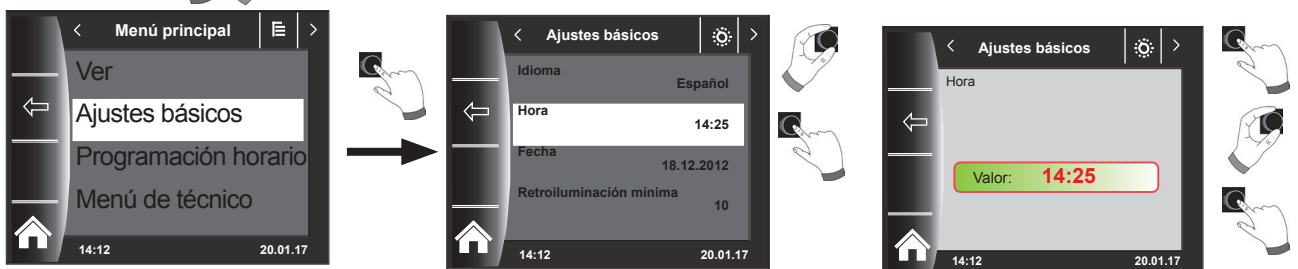 Menú principal
Ver
Ajustes básicos
Programación horario
Menú de técnico
14:12 20.01.17
Ajustes básicos
Idioma
Español
Hora
14:25
Fecha
18.12.2012
Retroiluminación mínima
10
14:12 20.01.17
Ajustes básicos
Hora
Valor: 14:25
14:12 20.01.17